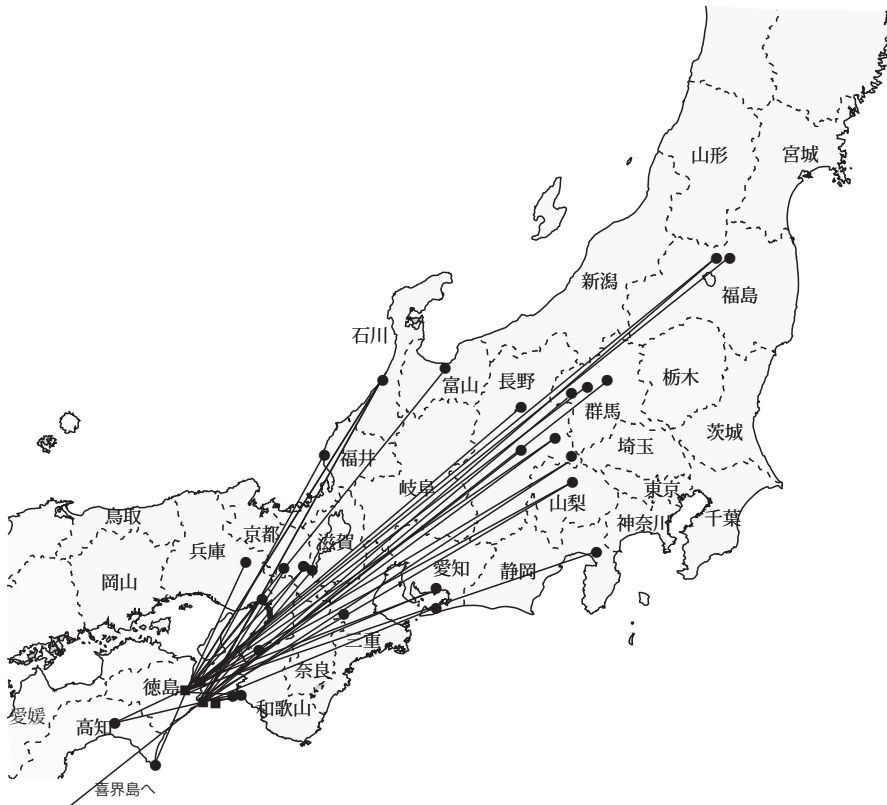 山形
宮城
新潟
福島
石川
富山
長野
栃木
群馬
茨城
埼玉
福井
岐阜
東京
山梨
千葉
神奈川
鳥取
京都
滋賀
兵庫
岡山
愛知
静岡
三重
奈良
徳島
和歌山
愛媛
高知
喜界島へ